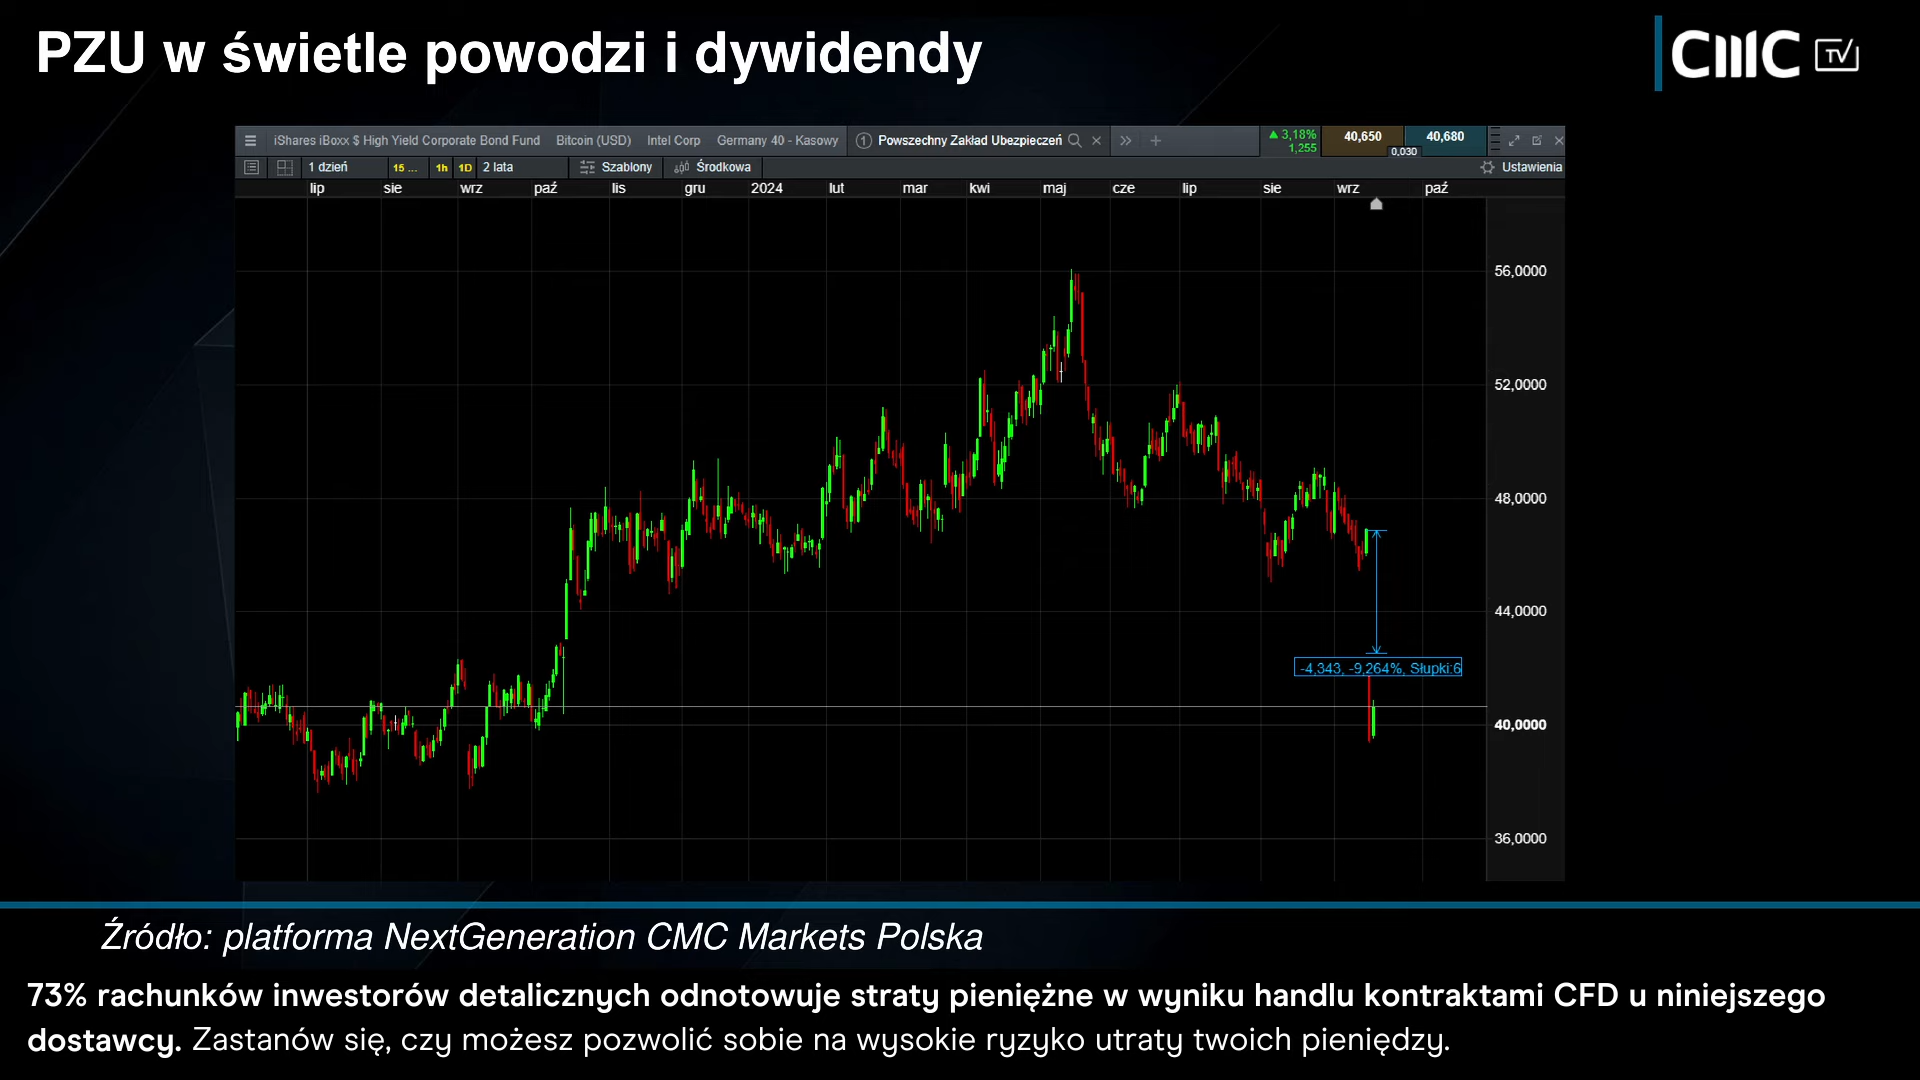 PZU w świetle powodzi i dywidendy
CMC TV
iShares iBoxx $ High Yield Corporate Bond Fund Bitcoin (USD) Intel Corp Germany 40 - Kasowy 1 Powszechny Zakład Ubezpieczeń 3,18% 1,255 40,650 0,030 40,680
1 dzień 15 ... 1h 1D 2 lata Szablony Środkowa Ustawienia
lip sie wrz paź lis gru 2024 lut mar kwi maj cze lip sie wrz paź
56,0000
52,0000
48,0000
44,0000
-4,343, -9,264%, Słupki:6
40,0000
36,0000
Źródło: platforma NextGeneration CMC Markets Polska
73% rachunków inwestorów detalicznych odnotowuje straty pieniężne w wyniku handlu kontraktami CFD u niniejszego
dostawcy. Zastanów się, czy możesz pozwolić sobie na wysokie ryzyko utraty twoich pieniędzy.